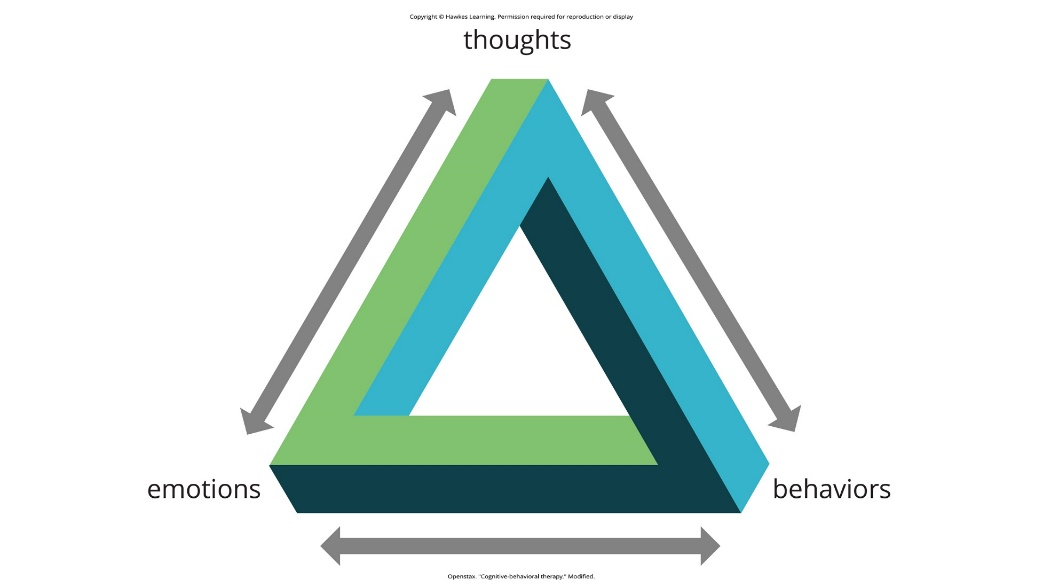 Copyright © Hawkes Learning. Permission required for reproduction or display
thoughts
emotions
behaviors
Openstax. "Cognitive-behavioral therapy." Modified.